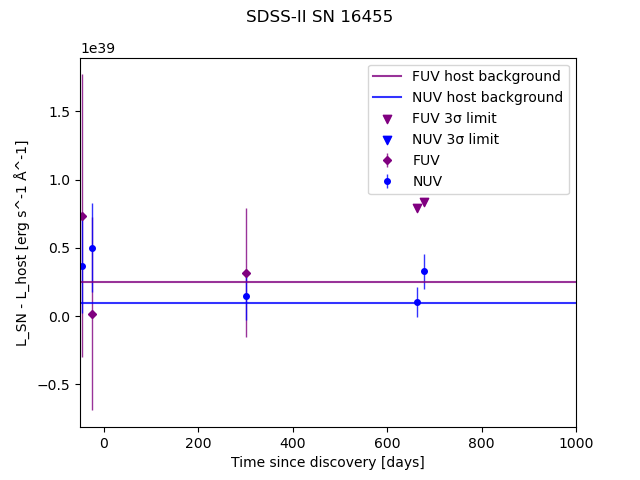 SDSS-II SN 16455
1e39
FUV host background
NUV host background
FUV 3σ limit
NUV 3σ limit
FUV
NUV
1.5
1.0
0.5
0.0
−0.5
L_SN - L_host [erg s^-1 Å^-1]
0 200 400 600 800 1000
Time since discovery [days]